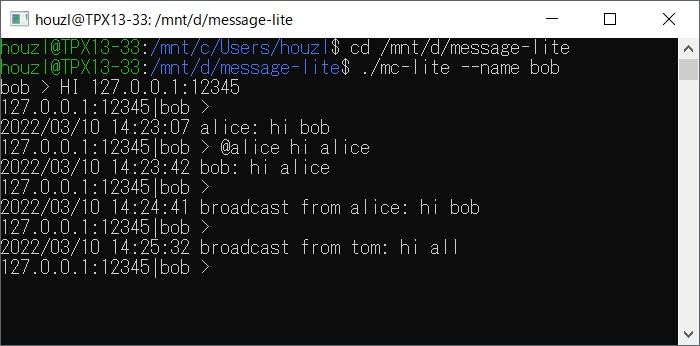 houzl@TPX13-33: /mnt/d/message-lite
houzl@TPX13-33:/mnt/c/Users/houzl$ cd /mnt/d/message-lite
houzl@TPX13-33:/mnt/d/message-lite$ ./mc-lite --name bob
bob > HI 127.0.0.1:12345
127.0.0.1:12345|bob >
2022/03/10 14:23:07 alice: hi bob
127.0.0.1:12345|bob > @alice hi alice
2022/03/10 14:23:42 bob: hi alice
127.0.0.1:12345|bob >
2022/03/10 14:24:41 broadcast from alice: hi bob
127.0.0.1:12345|bob >
2022/03/10 14:25:32 broadcast from tom: hi all
127.0.0.1:12345|bob >